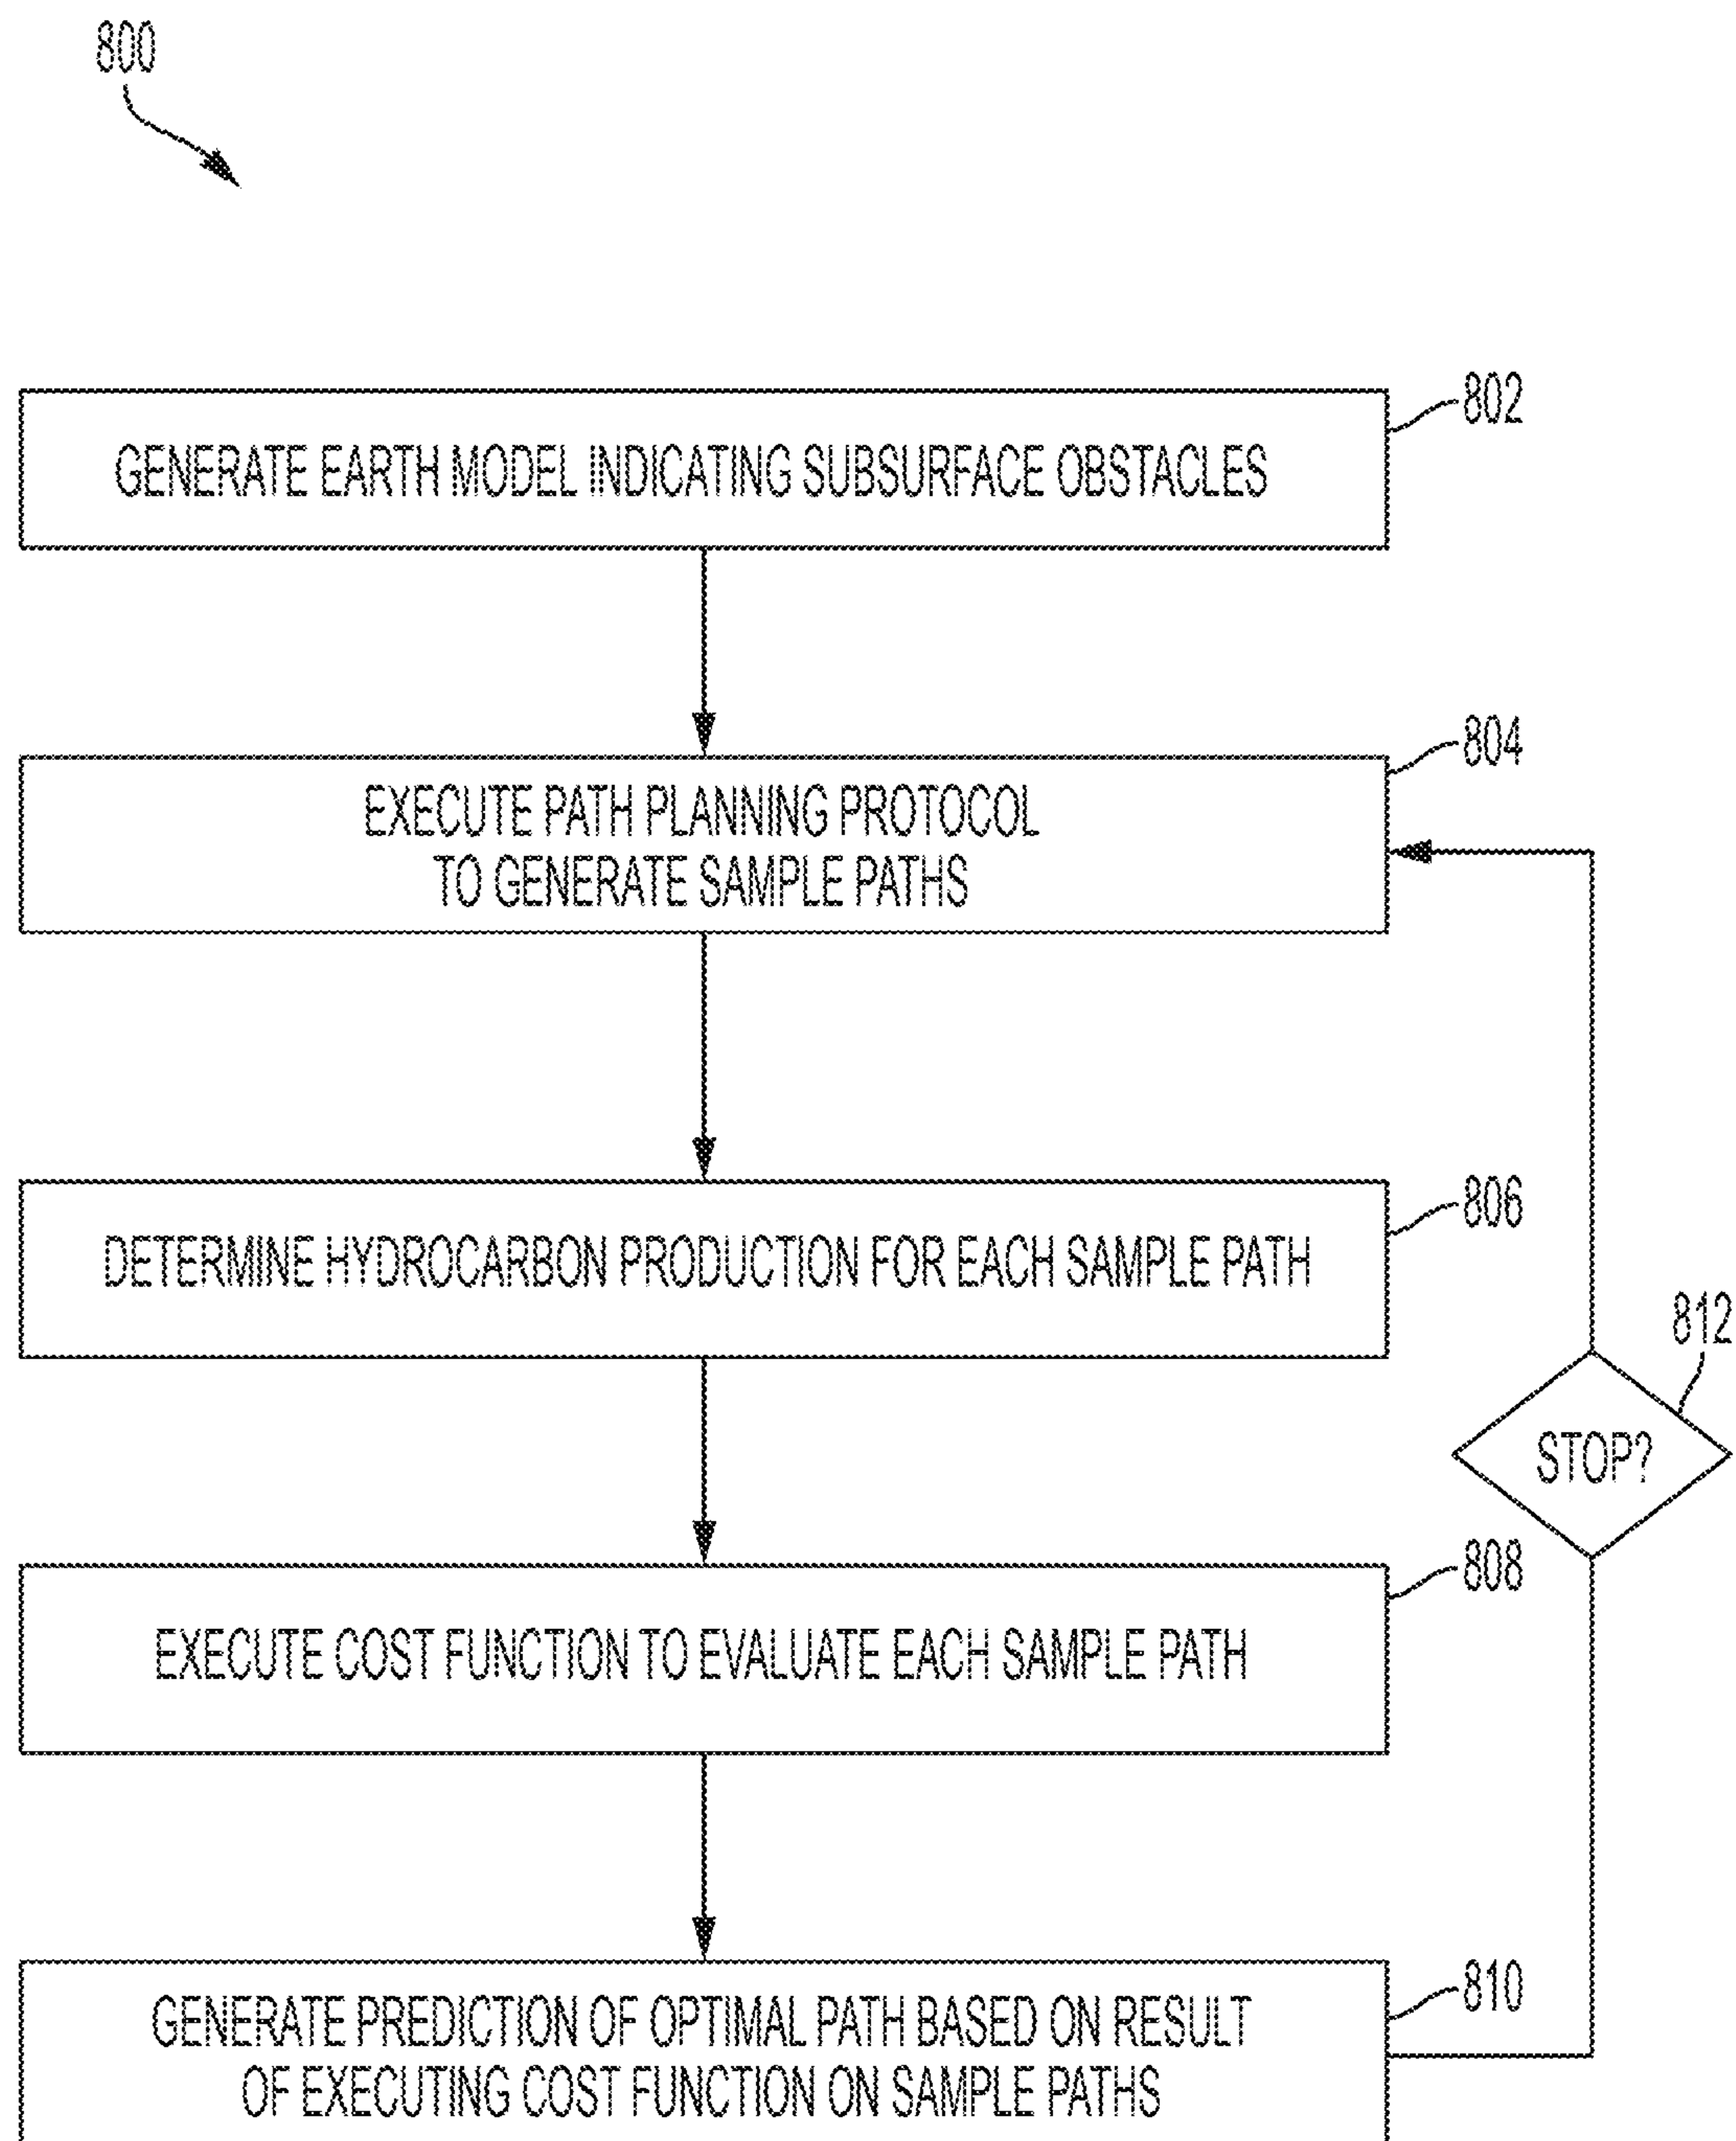 800
802
GENERATE EARTH MODEL INDICATING SUBSURFACE OBSTACLES
804
EXECUTE PATH PLANNING PROTOCOL
TO GENERATE SAMPLE PATHS
806
DETERMINE HYDROCARBON PRODUCTION FOR EACH SAMPLE PATH
812
STOP?
808
EXECUTE COST FUNCTION TO EVALUATE EACH SAMPLE PATH
810
GENERATE PREDICTION OF OPTIMAL PATH BASED ON RESULT
OF EXECUTING COST FUNCTION ON SAMPLE PATHS